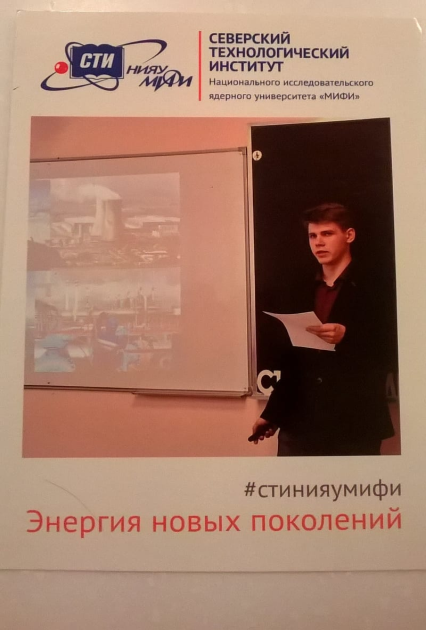 СТИ
НИЯУ
МИФИ
СЕВЕРСКИЙ
ТЕХНОЛОГИЧЕСКИЙ
ИНСТИТУТ
Национального исследовательского
ядерного университета «МИФИ»
#стинияумифи
Энергия новых поколений